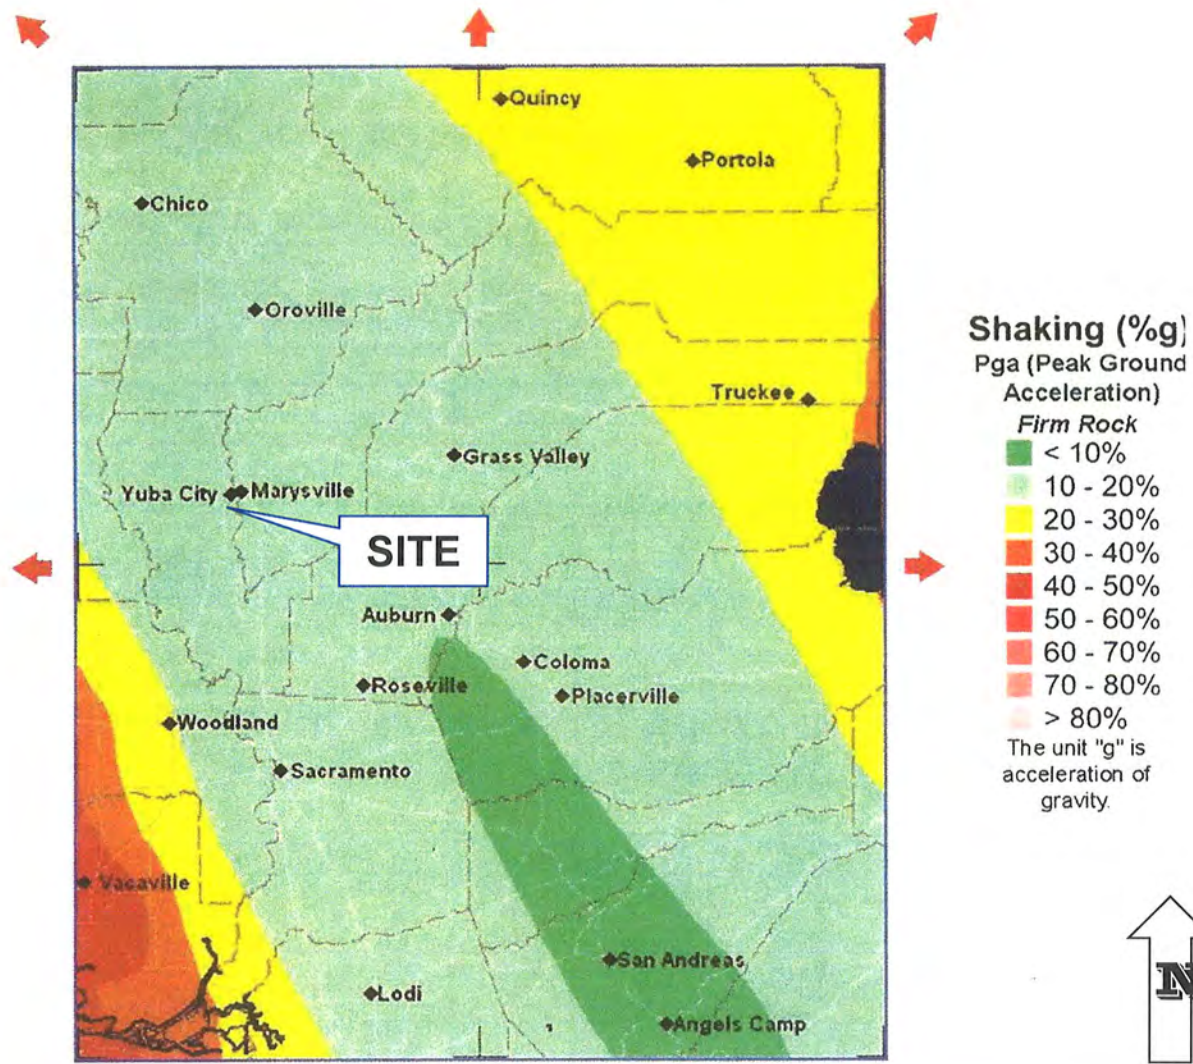 Quincy
Portola
Chico
Oroville
Truckee
Grass Valley
Yuba City
Marysville
SITE
Auburn
Coloma
Roseville
Placerville
Woodland
Sacramento
Vacaville
San Andreas
Lodi
Angels Camp
Shaking (%g)
Pga (Peak Ground
Acceleration)
Firm Rock
< 10%
10 - 20%
20 - 30%
30 - 40%
40 - 50%
50 - 60%
60 - 70%
70 - 80%
> 80%
The unit "g" is
acceleration of
gravity.
N